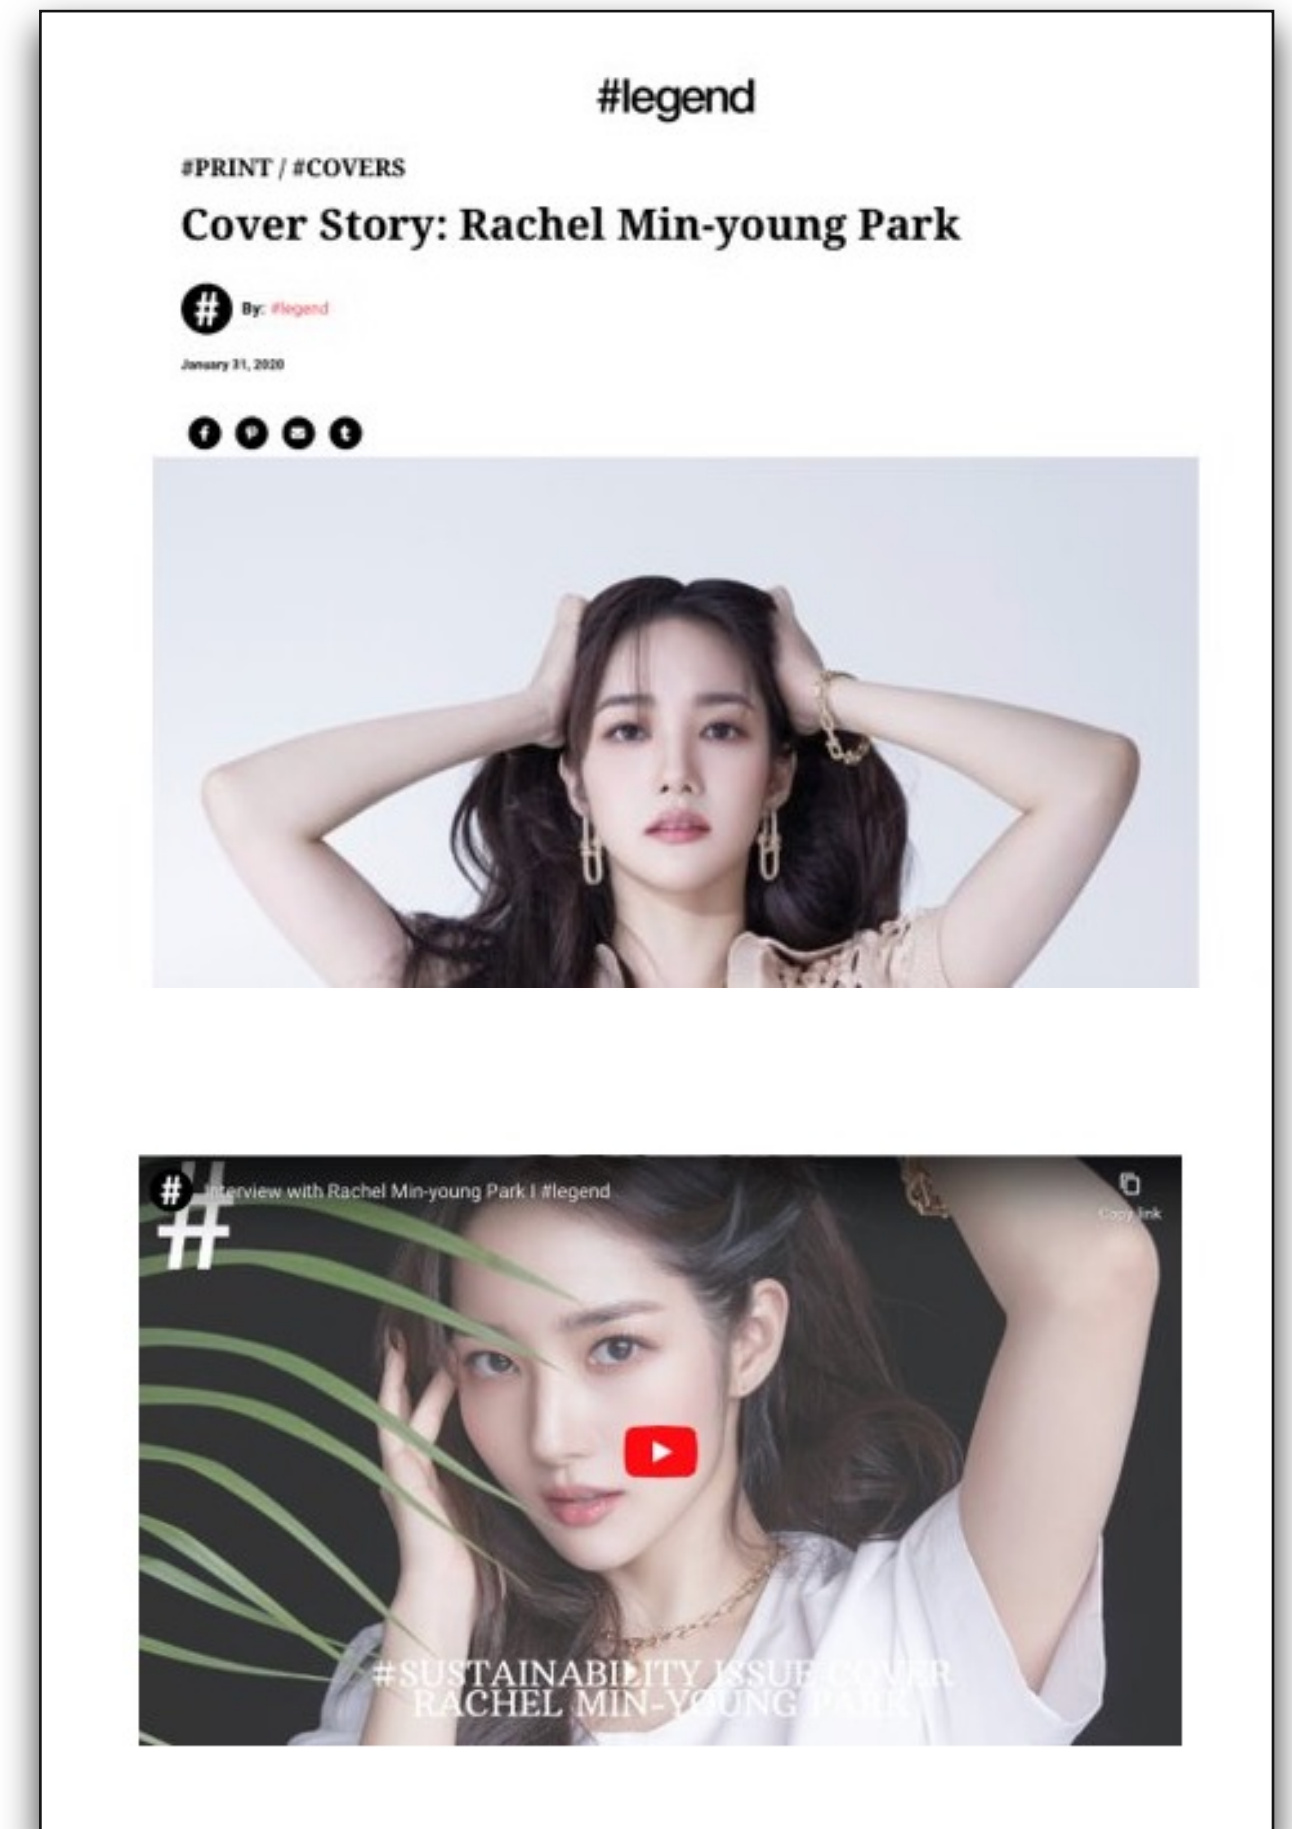 #legend
#PRINT / #COVERS
Cover Story: Rachel Min-young Park
# By: #legend
January 31, 2020
# Interview with Rachel Min-young Park I #legend
Copy link
#
#SUSTAINABILITY ISSUE COVER
RACHEL MIN-YOUNG PARK